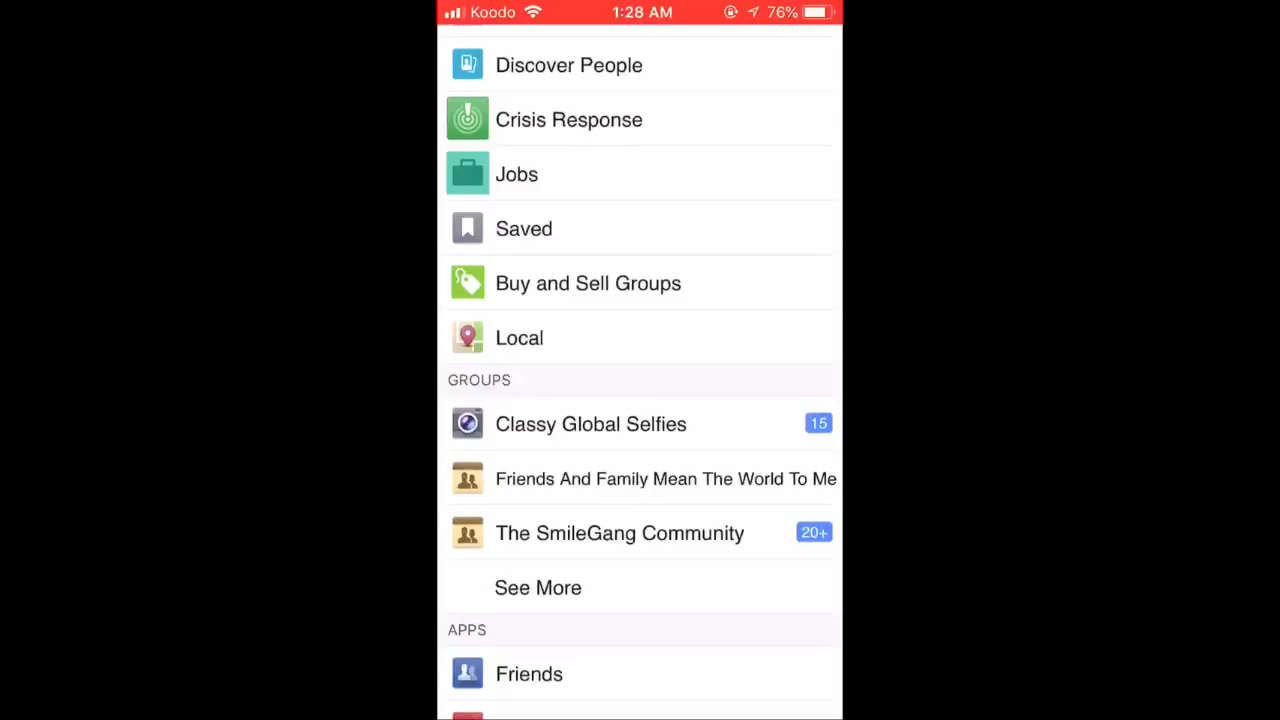 Koodo 1:28 AM 76%
Discover People
Crisis Response
Jobs
Saved
Buy and Sell Groups
Local
GROUPS
Classy Global Selfies 15
Friends And Family Mean The World To Me
The SmileGang Community 20+
See More
APPS
Friends